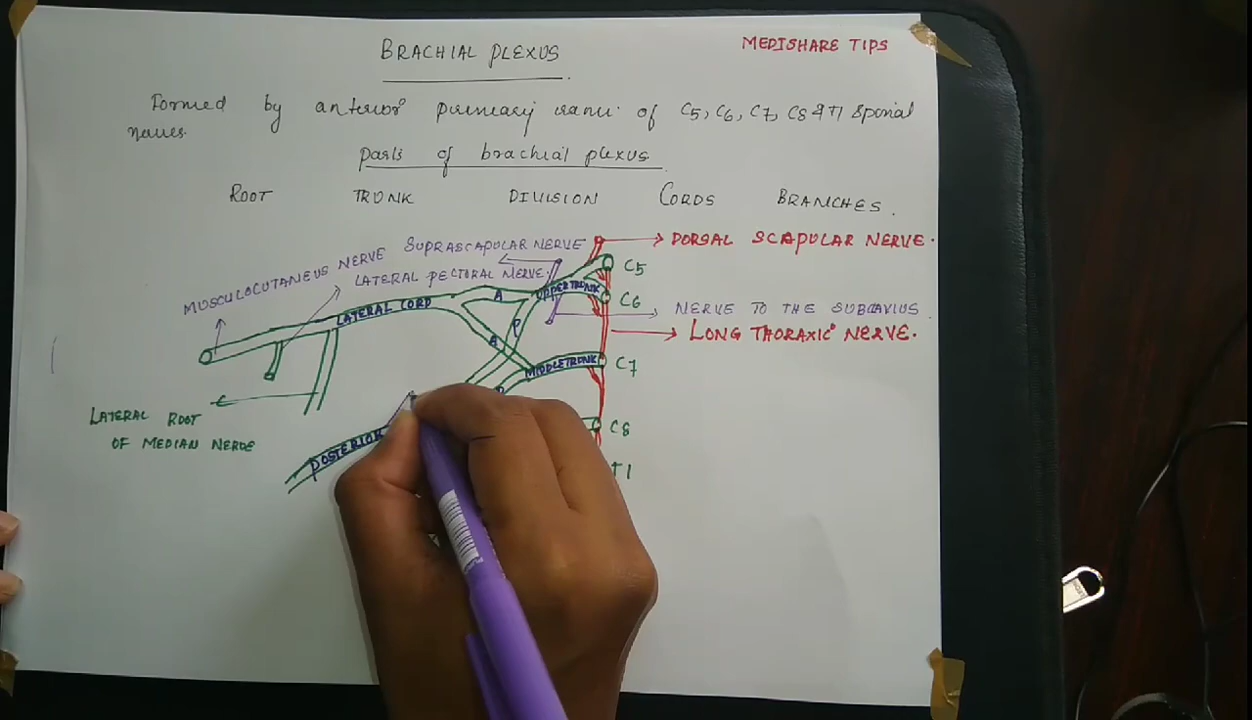 BRACHIAL PLEXUS
MEDISHARE TIPS
Formed by anterior primary rami of C5, C6, C7, C8 & T1 spinal
nerves
parts of brachial plexus
ROOT TRUNK DIVISION CORDS BRANCHES.
SUPRASCAPULAR NERVE
DORSAL SCAPULAR NERVE.
MUSCULOCUTANEUS NERVE
LATERAL PECTORAL NERVE
C5
LATERAL CORD
A
UPPER TRUNK
C6
NERVE TO THE SUBCLAVIUS
P
LONG THORAXIC NERVE.
A
MIDDLE TRUNK
C7
LATERAL ROOT
OF MEDIAN NERVE
POSTERIOR
C8
T1